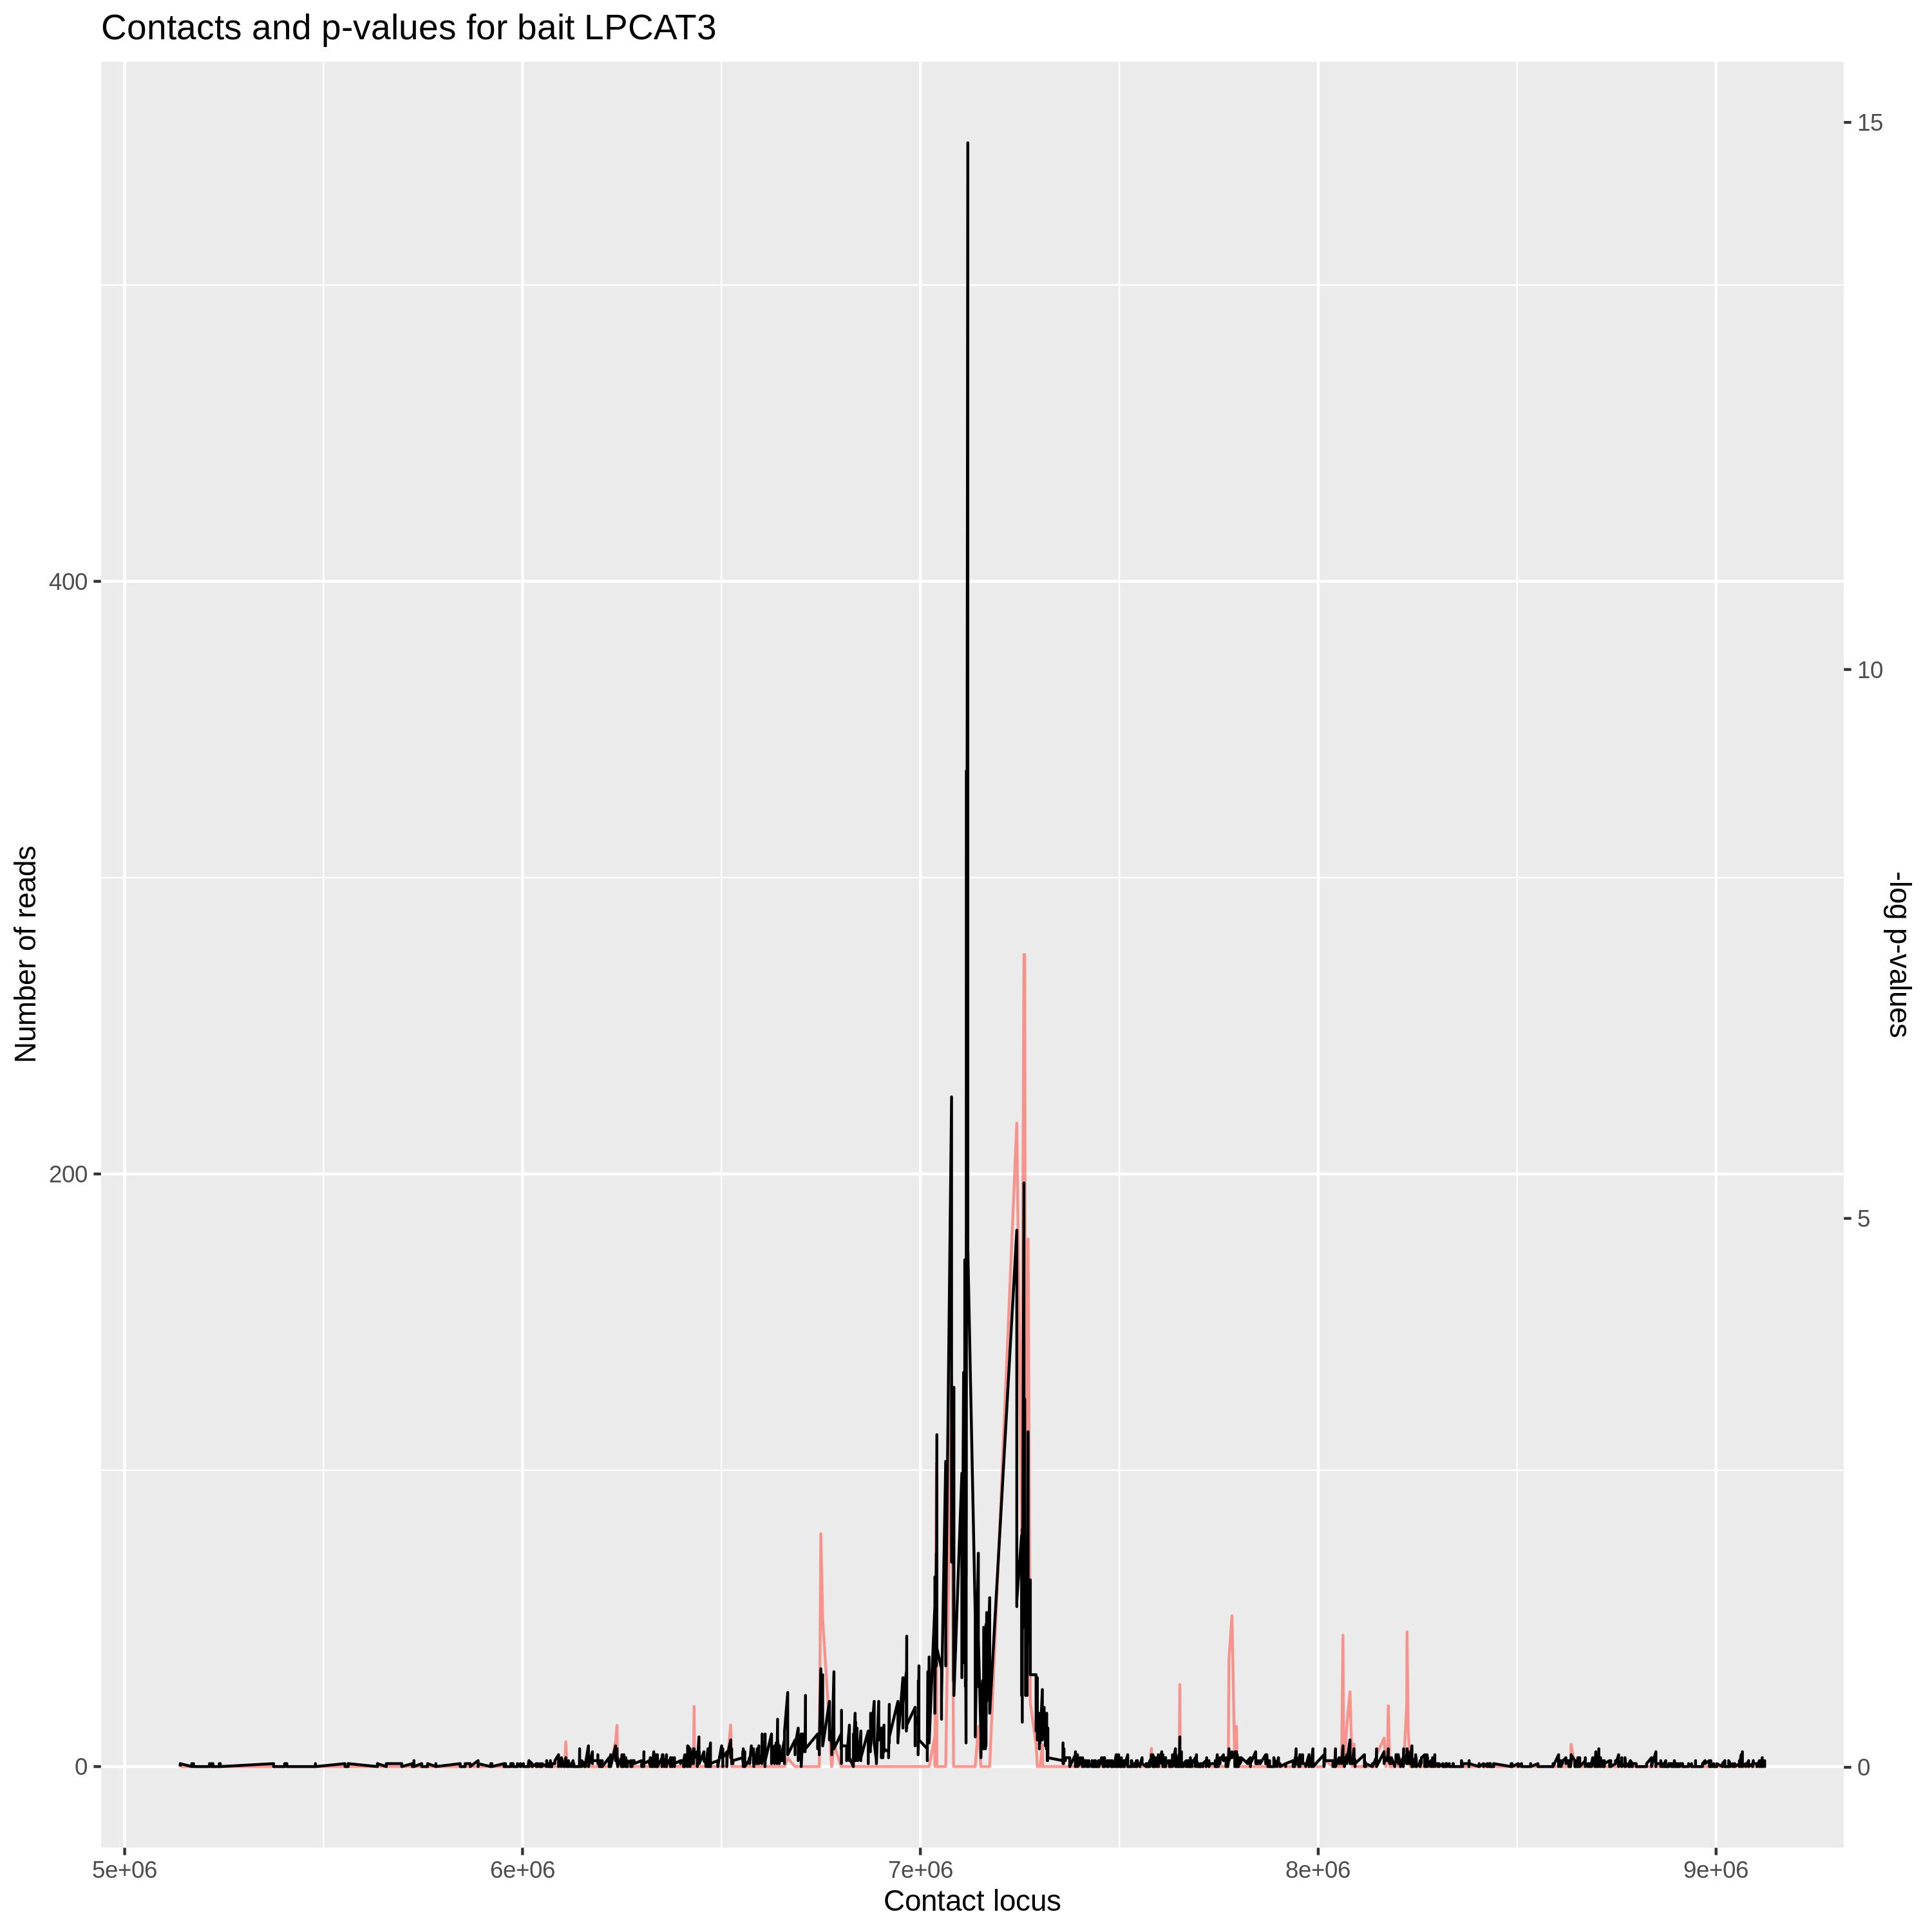 Contacts and p-values for bait LPCAT3
15
400
10
Number of reads
-log p-values
200
5
0
0
5e+06
6e+06
7e+06
8e+06
9e+06
Contact locus